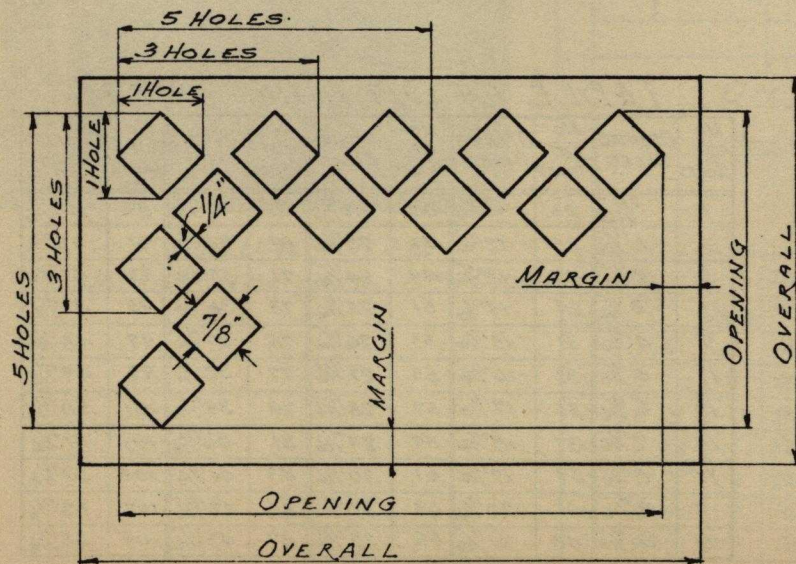 5 HOLES.
3 HOLES
1 HOLE
1 HOLE
3 HOLES
5 HOLES
1/4"
7/8"
MARGIN
MARGIN
OPENING
OVERALL
OPENING
OVERALL